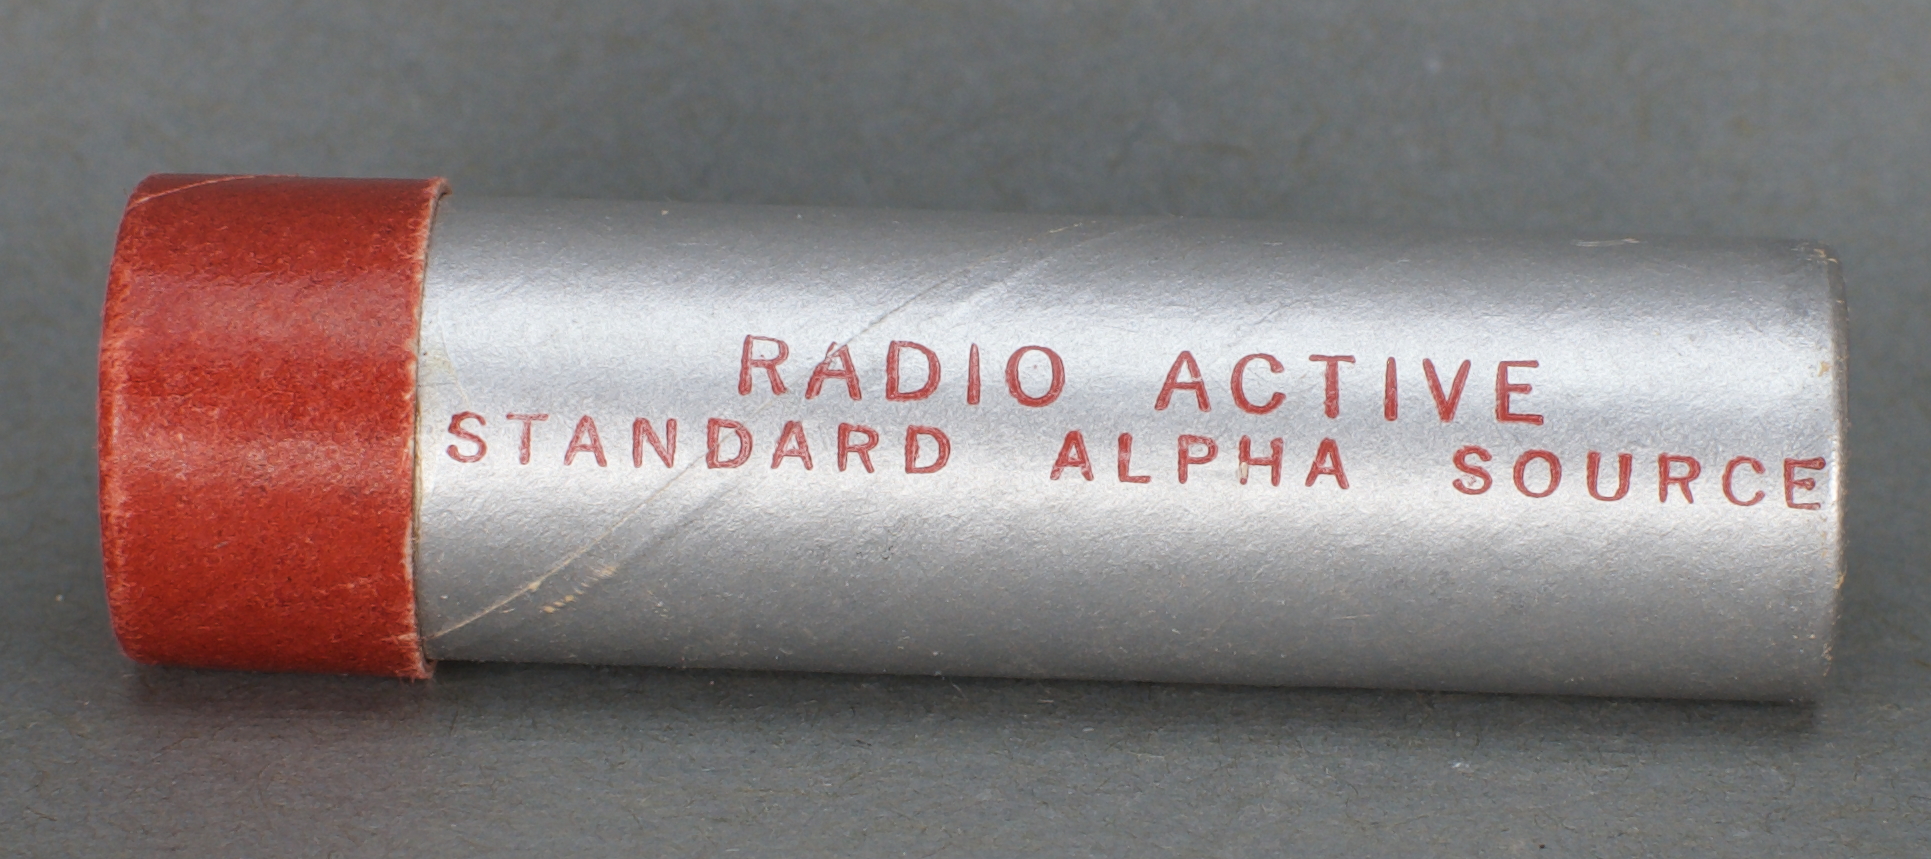 RADIO ACTIVE
STANDARD ALPHA SOURCE